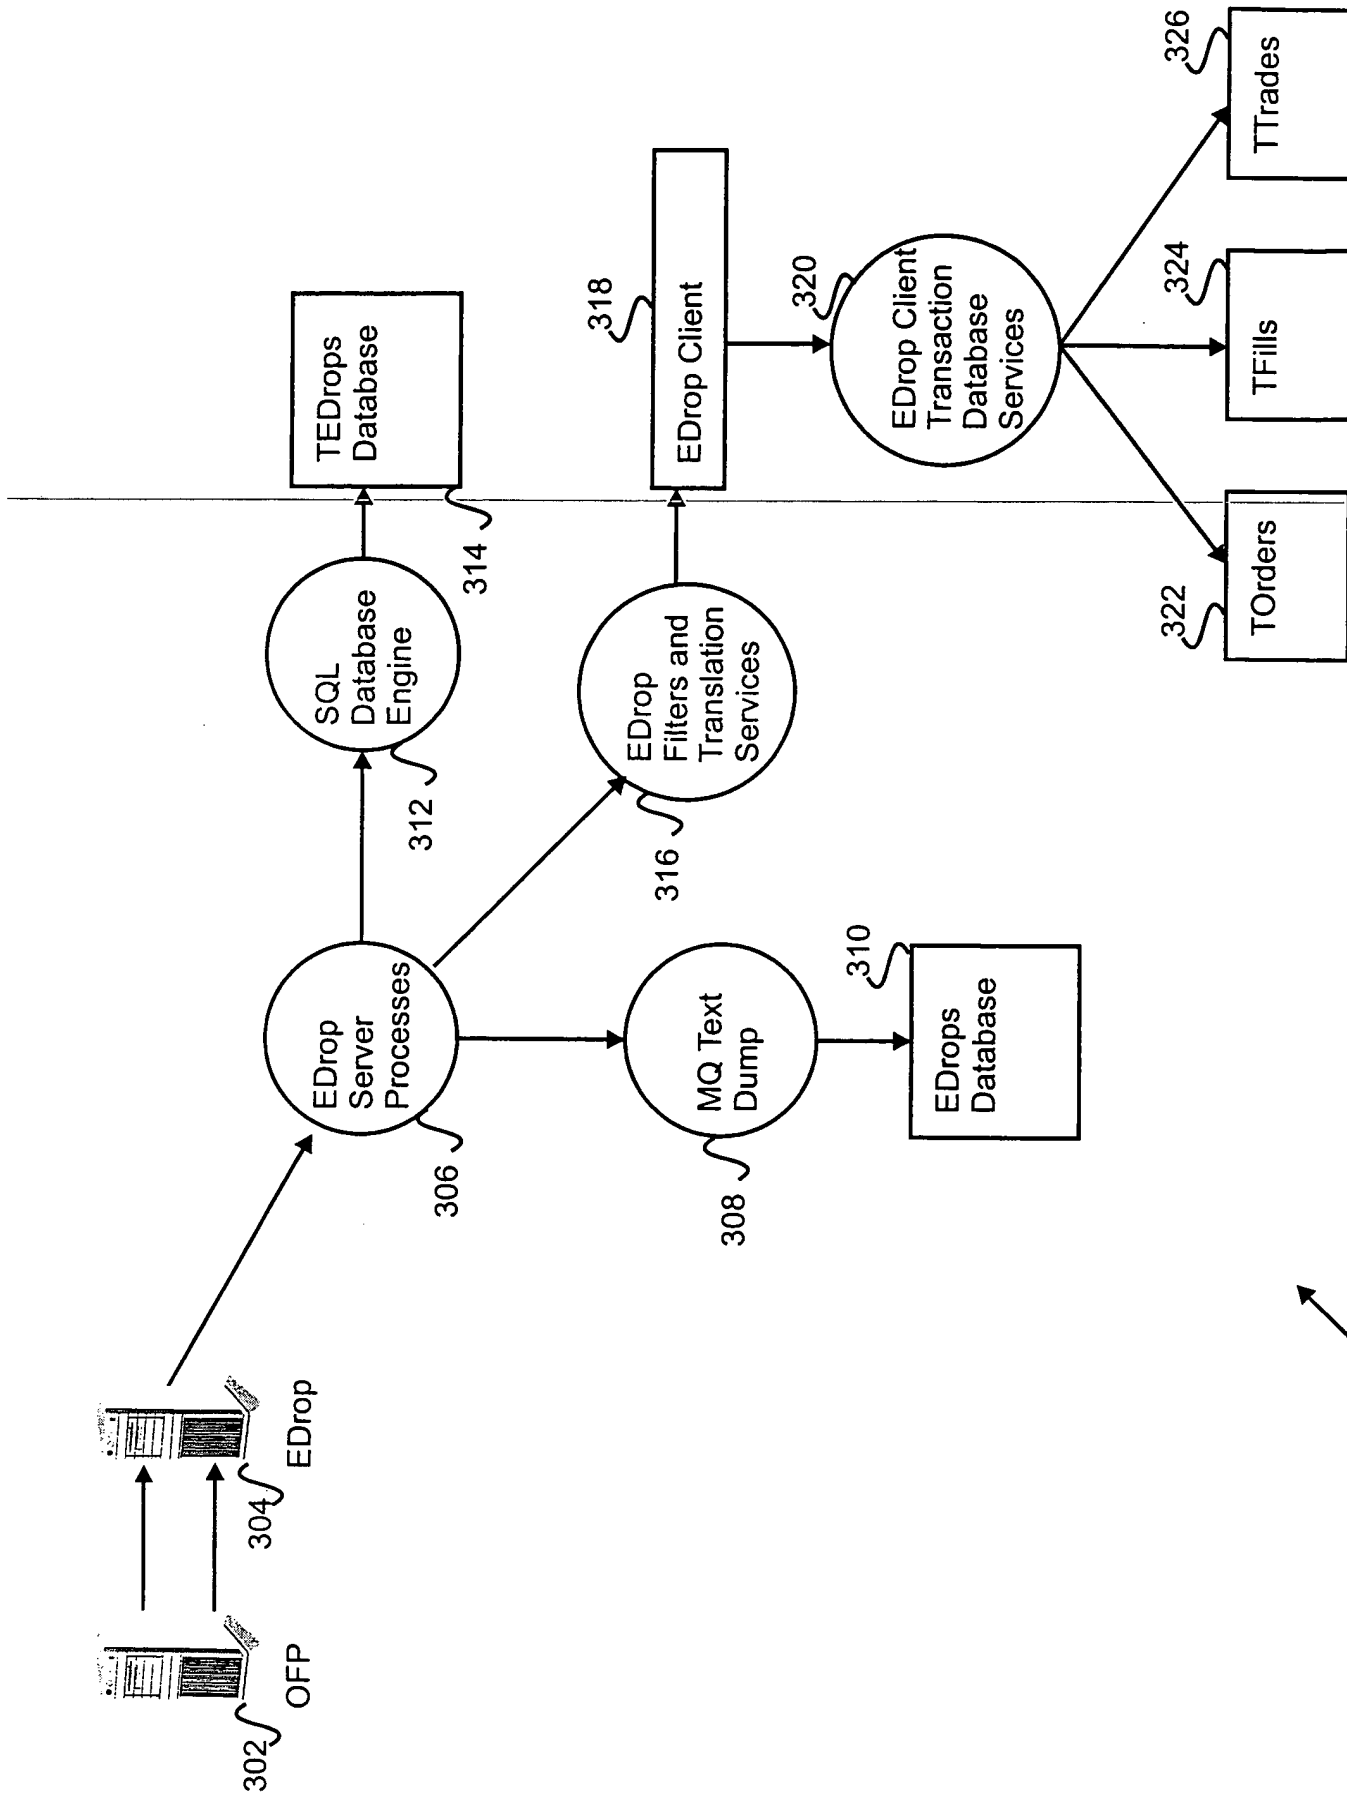 302
OFP
304
EDrop
306
EDrop
Server
Processes
308
MQ Text
Dump
310
EDrops
Database
312
SQL
Database
Engine
314
TEDrops
Database
316
EDrop
Filters and
Translation
Services
318
EDrop Client
320
EDrop Client
Transaction
Database
Services
322
TOrders
324
TFills
326
TTrades